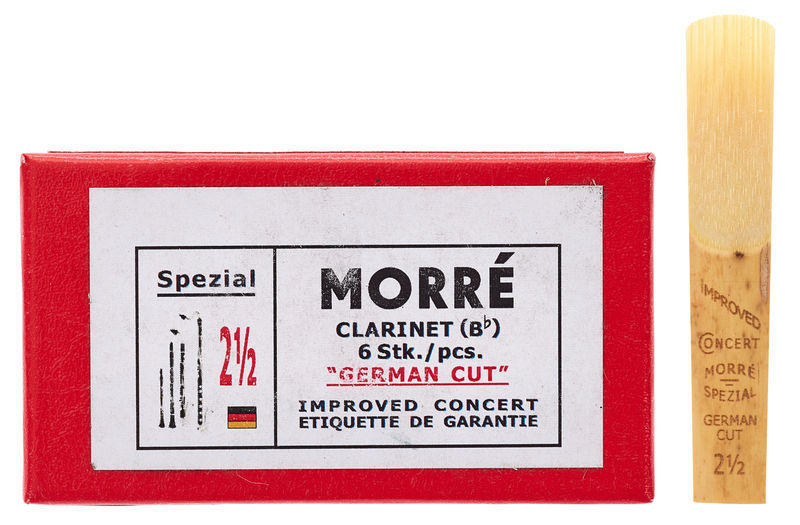 Spezial
2½
MORRÉ
CLARINET (B♭)
6 Stk./pcs.
"GERMAN CUT"
IMPROVED CONCERT
ETIQUETTE DE GARANTIE
IMPROVED
CONCERT
MORRÉ
SPEZIAL
GERMAN
CUT
2½